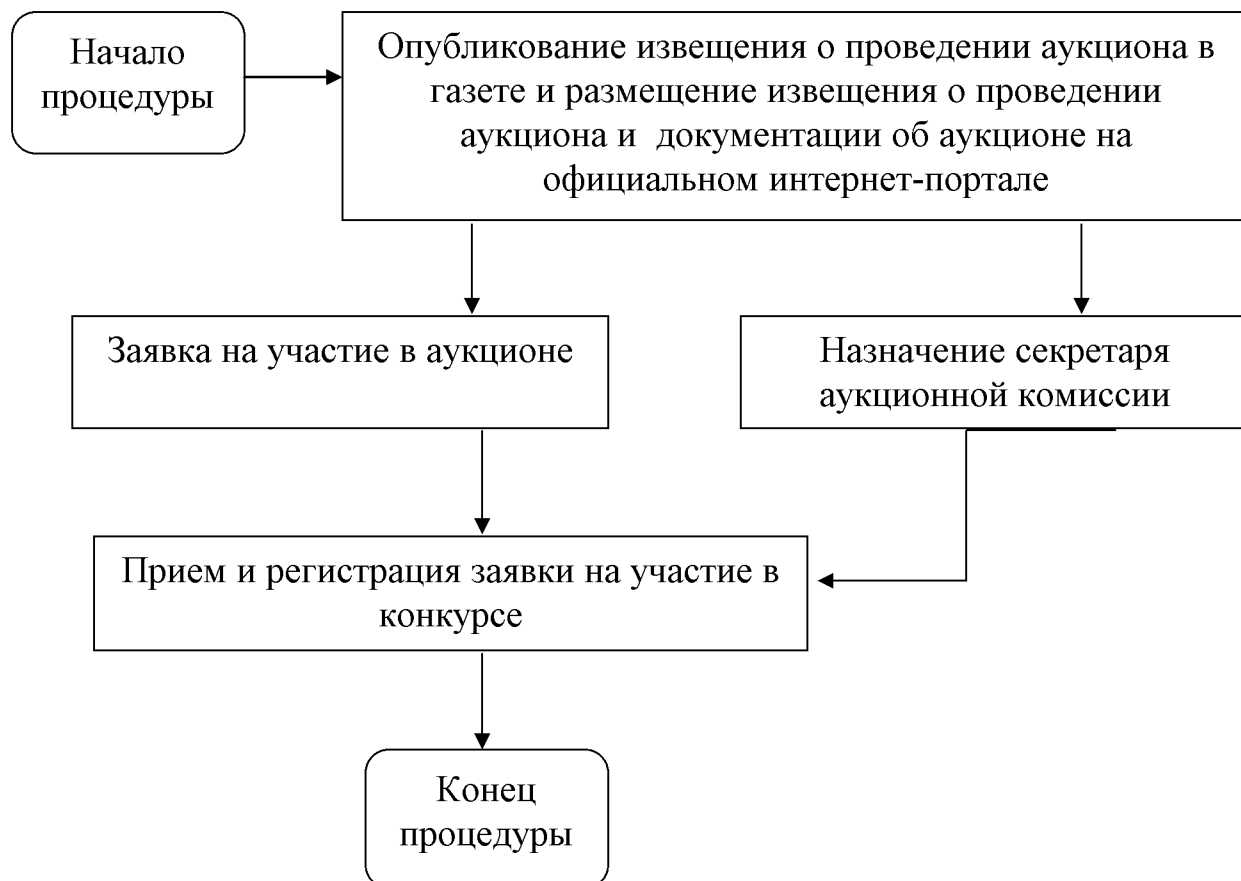 Начало
процедуры
Опубликование извещения о проведении аукциона в
газете и размещение извещения о проведении
аукциона и документации об аукционе на
официальном интернет-портале
Заявка на участие в аукционе
Назначение секретаря
аукционной комиссии
Прием и регистрация заявки на участие в
конкурсе
Конец
процедуры